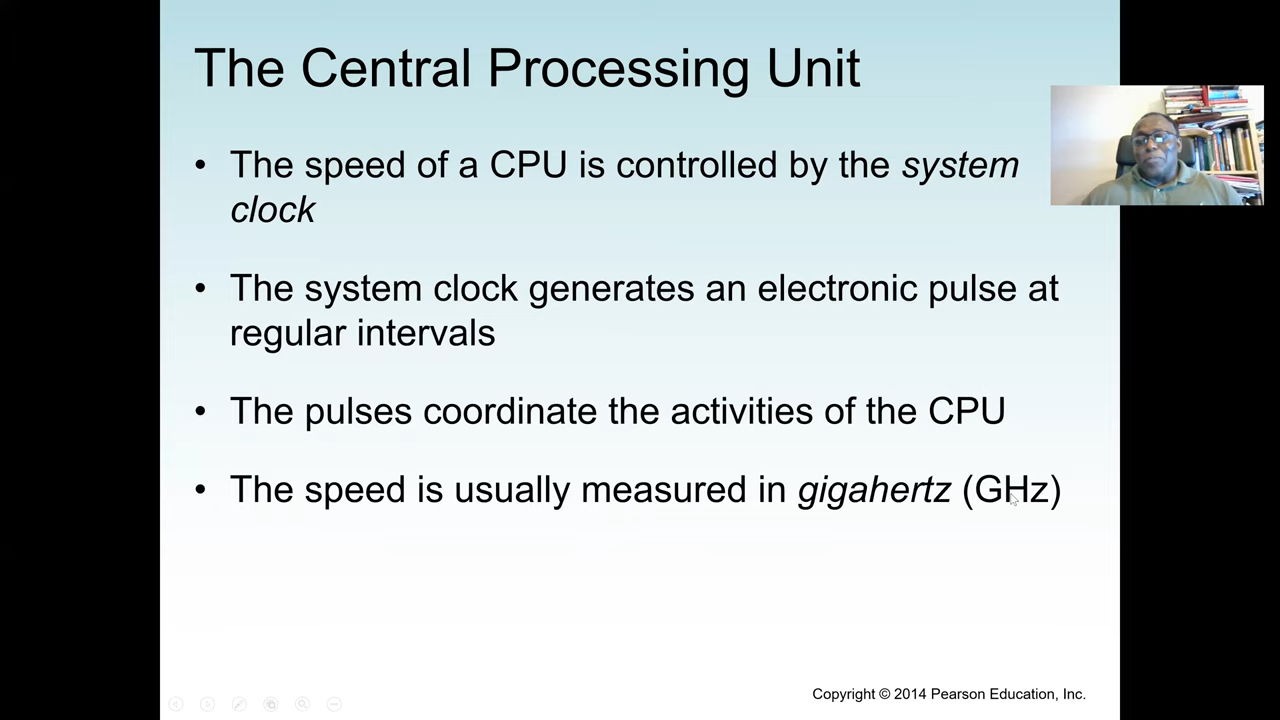 The Central Processing Unit
• The speed of a CPU is controlled by the system
clock
• The system clock generates an electronic pulse at
regular intervals
• The pulses coordinate the activities of the CPU
• The speed is usually measured in gigahertz (GHz)
Copyright © 2014 Pearson Education, Inc.